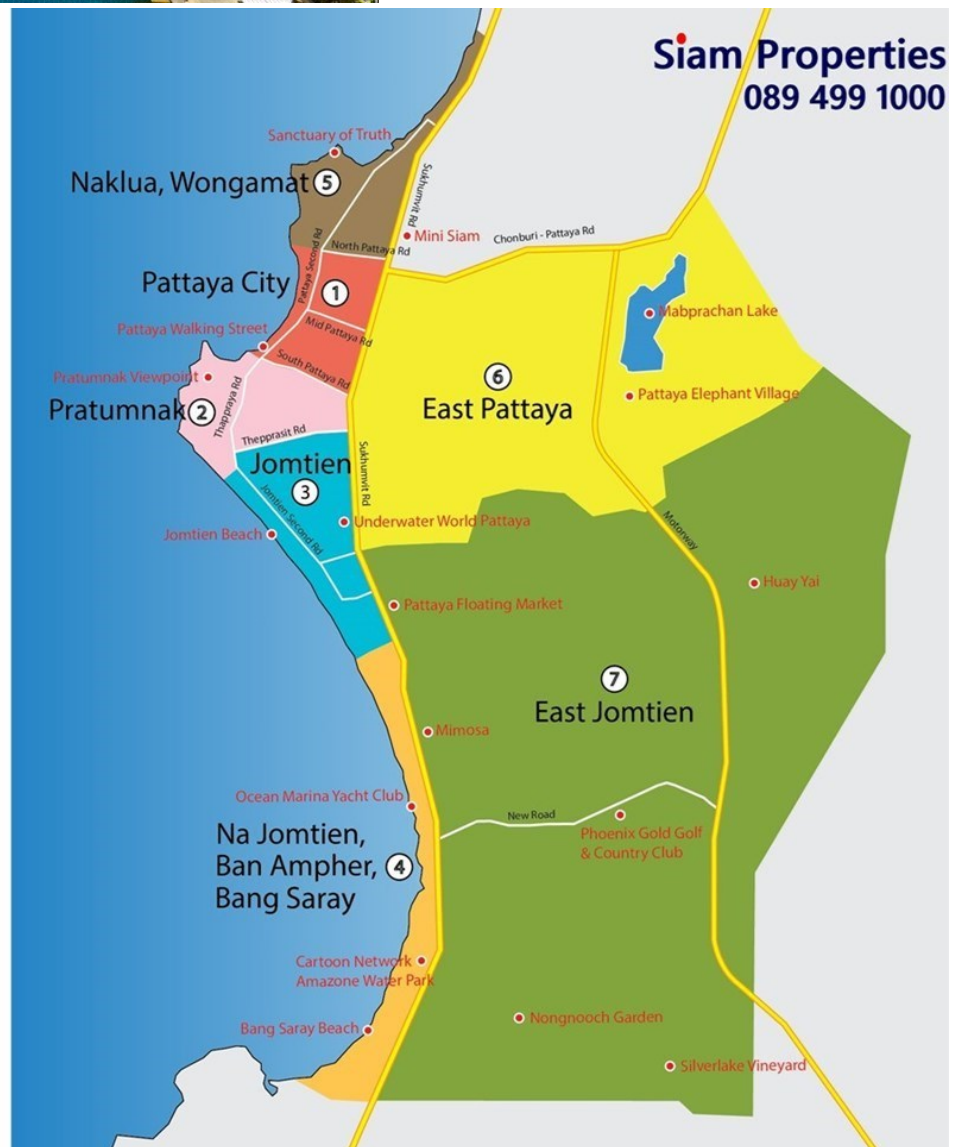 Siam Properties
089 499 1000
Sanctuary of Truth
Naklua, Wongamat 5
Sukhumvit Rd
Mini Siam
Chonburi - Pattaya Rd
North Pattaya Rd
Pattaya Second Rd
Pattaya City
1
Mid Pattaya Rd
Mabprachan Lake
Pattaya Walking Street
South Pattaya Rd
Pratumnak Viewpoint
6
East Pattaya
Pattaya Elephant Village
Pratumnak 2
Thappraya Rd
Thepprasit Rd
Jomtien
3
Sukhumvit Rd
Jomtien Second Rd
Underwater World Pattaya
Jomtien Beach
Motorway
Huay Yai
Pattaya Floating Market
7
East Jomtien
Mimosa
Ocean Marina Yacht Club
New Road
Phoenix Gold Golf
& Country Club
Na Jomtien,
Ban Ampher, 4
Bang Saray
Cartoon Network
Amazone Water Park
Bang Saray Beach
Nongnooch Garden
Silverlake Vineyard